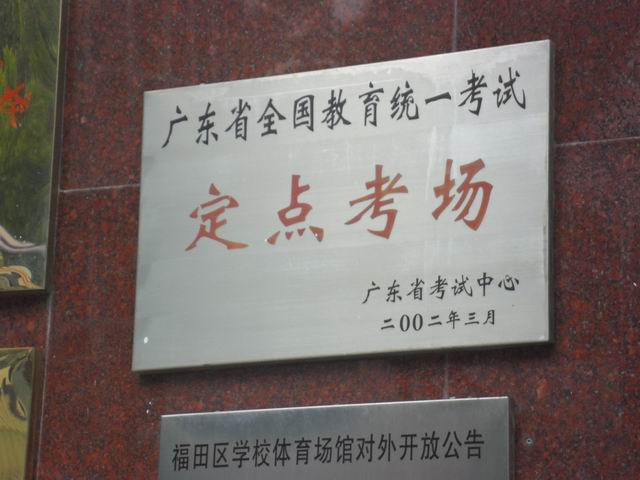 广东省全国教育统一考试
定点考场
广东省考试中心
二00二年三月
福田区学校体育场馆对外开放公告